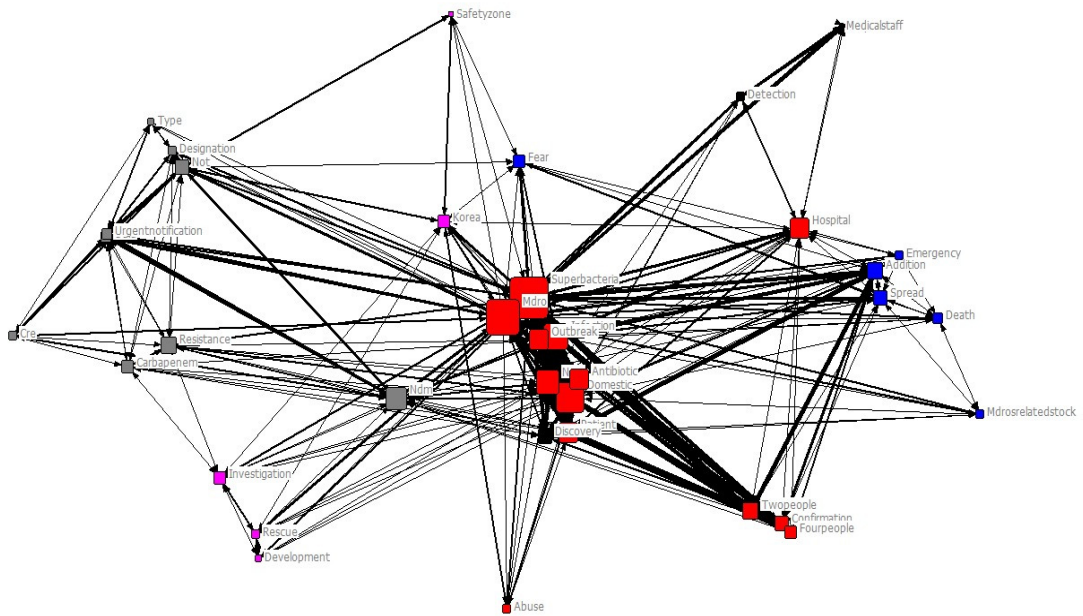 Safetyzone
Medicalstaff
Detection
Type
Designation
Not
Fear
Korea
Hospital
Urgentnotification
Emergency
Addition
Superbacteria
Spread
Mdro
Death
Cre
Outbreak
Resistance
Carbapenem
Antibiotic
Ndm
Domestic
Mdrosrelatedstock
Discovery
Investigation
Twopeople
Confirmation
Fourpeople
Rescue
Development
Abuse